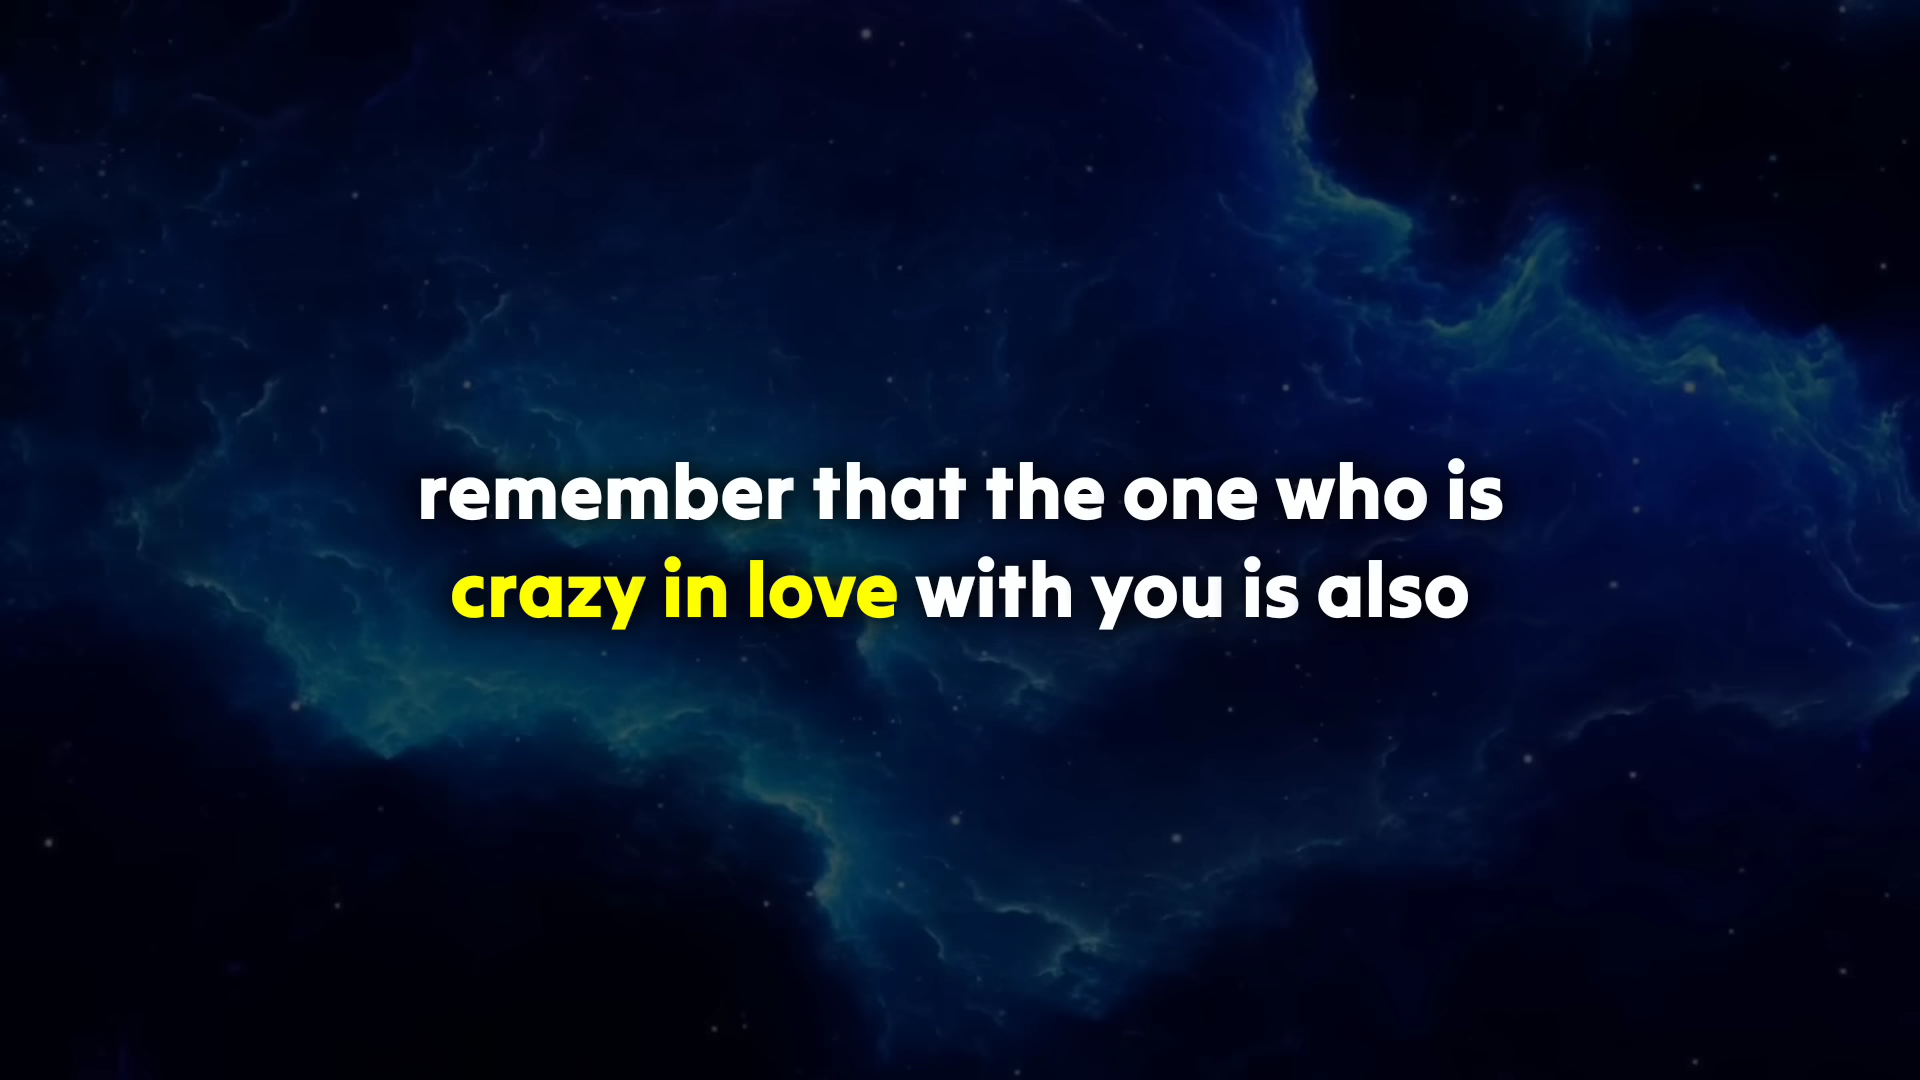 remember that the one who is
crazy in love with you is also